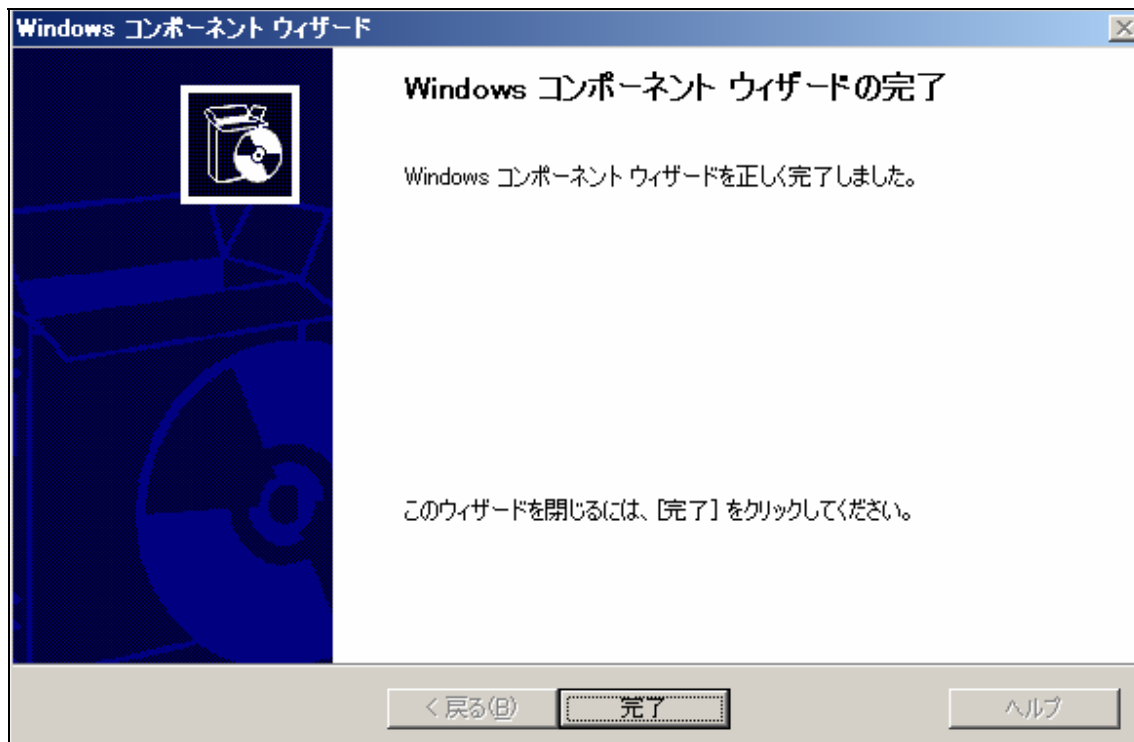 Windows コンポーネント ウィザード
Windows コンポーネント ウィザードの完了
Windows コンポーネント ウィザードを正しく完了しました。
このウィザードを閉じるには、[完了] をクリックしてください。
< 戻る(B)
完了
ヘルプ